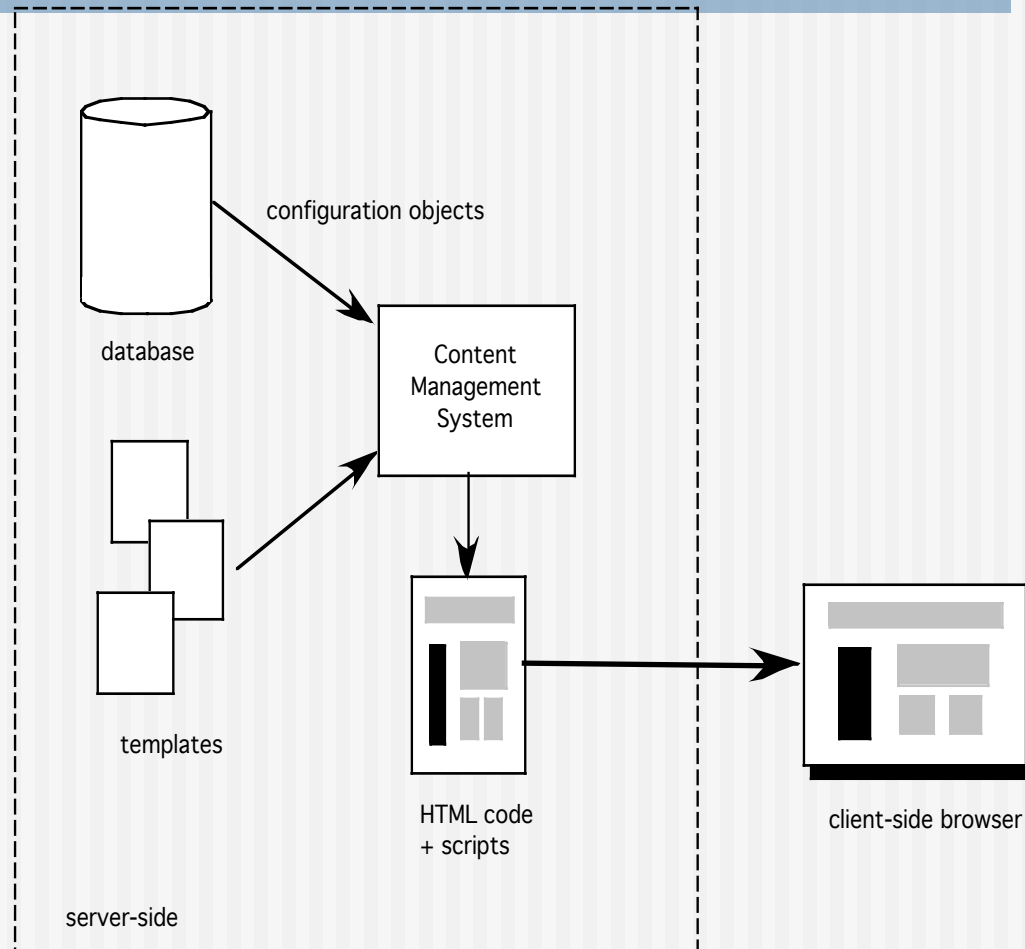 configuration objects
database
Content
Management
System
templates
HTML code
+ scripts
client-side browser
server-side